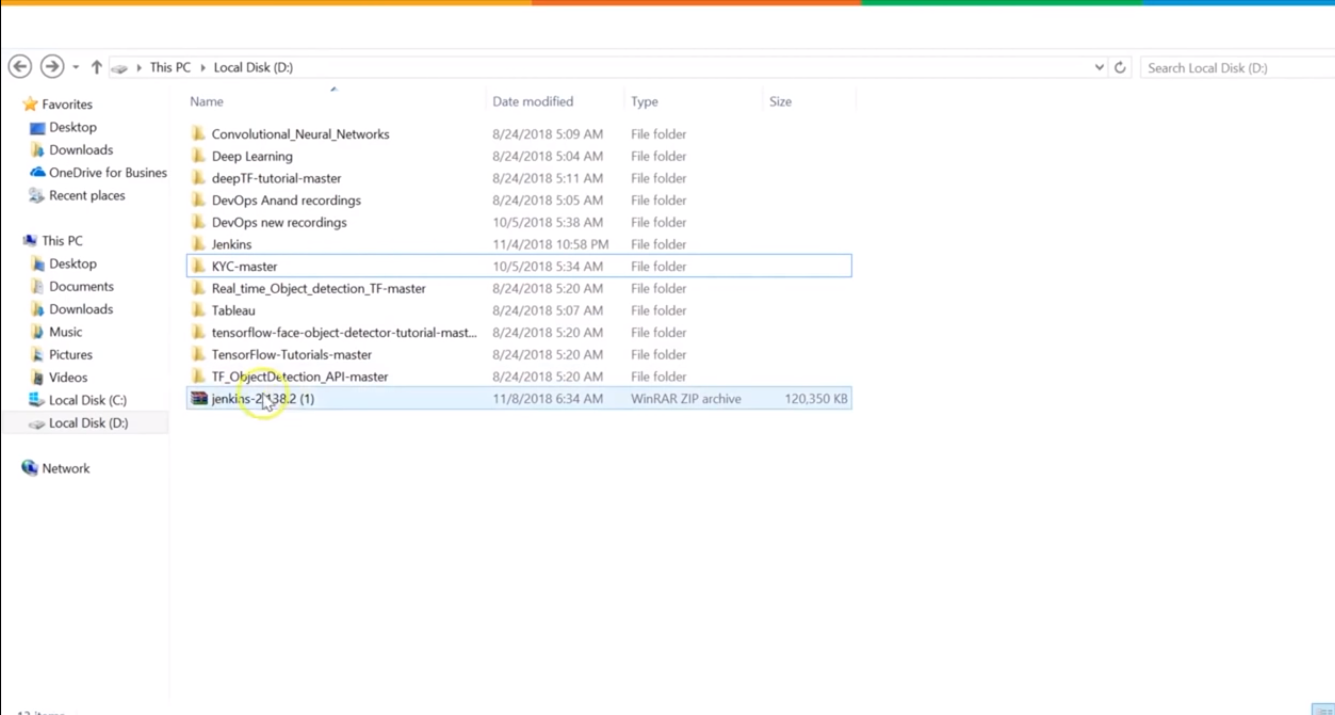 This PC Local Disk (D:) Search Local Disk (D:)
Name Date modified Type Size
Favorites
Desktop
Downloads
OneDrive for Busines
Recent places
This PC
Desktop
Documents
Downloads
Music
Pictures
Videos
Local Disk (C:)
Local Disk (D:)
Network
Convolutional_Neural_Networks 8/24/2018 5:09 AM File folder
Deep Learning 8/24/2018 5:04 AM File folder
deepTF-tutorial-master 8/24/2018 5:11 AM File folder
DevOps Anand recordings 8/24/2018 5:05 AM File folder
DevOps new recordings 10/5/2018 5:38 AM File folder
Jenkins 11/4/2018 10:58 PM File folder
KYC-master 10/5/2018 5:34 AM File folder
Real_time_Object_detection_TF-master 8/24/2018 5:20 AM File folder
Tableau 8/24/2018 5:07 AM File folder
tensorflow-face-object-detector-tutorial-mast... 8/24/2018 5:20 AM File folder
TensorFlow-Tutorials-master 8/24/2018 5:20 AM File folder
TF_ObjectDetection_API-master 8/24/2018 5:20 AM File folder
jenkins-2.138.2 (1) 11/8/2018 6:34 AM WinRAR ZIP archive 120,350 KB